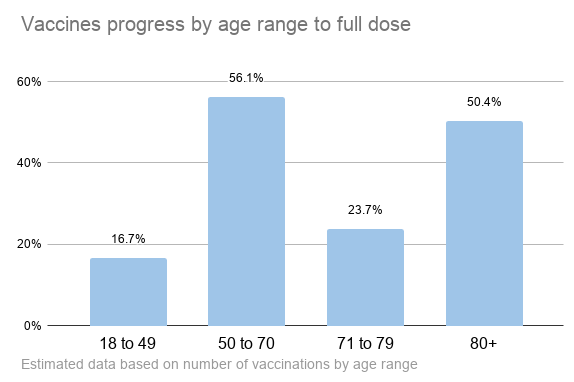 Vaccines progress by age range to full dose
60%
56.1%
50.4%
40%
23.7%
20%
16.7%
0%
18 to 49
50 to 70
71 to 79
80+
Estimated data based on number of vaccinations by age range